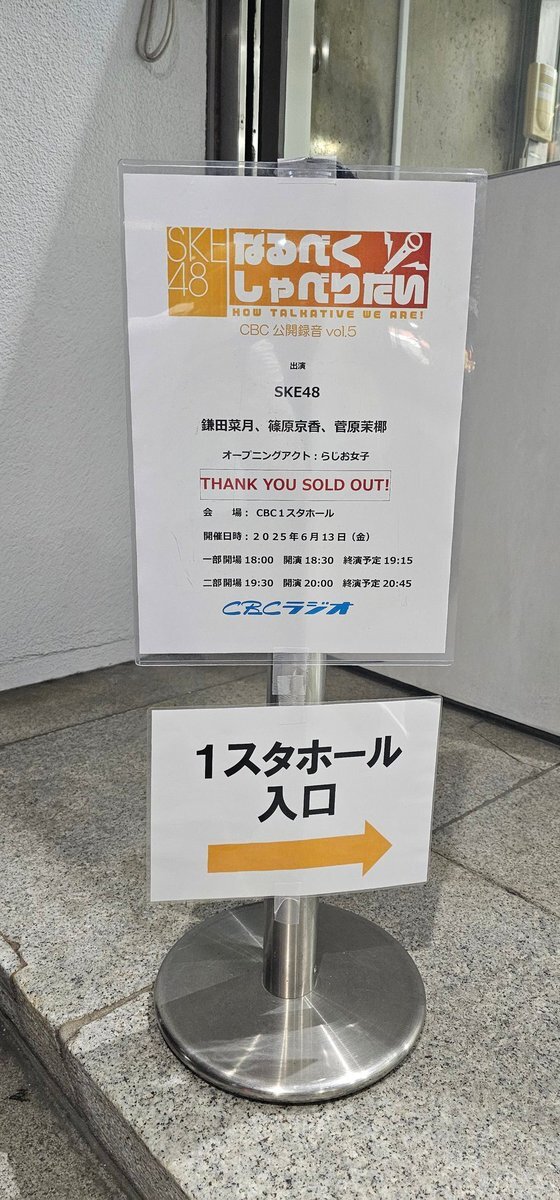 SKE48
なるべく
しゃべりたい
HOW TALKATIVE WE ARE!
CBC 公開録音 vol.5
出演
SKE48
鎌田菜月、篠原京香、菅原茉椰
オープニングアクト：らじお女子
THANK YOU SOLD OUT!
会　　場： CBC１スタホール
開催日時：２０２５年６月13日（金）
一部開場 18:00　開演 18:30　終演予定 19:15
二部開場 19:30　開演 20:00　終演予定 20:45
CBCラジオ
１スタホール
入口